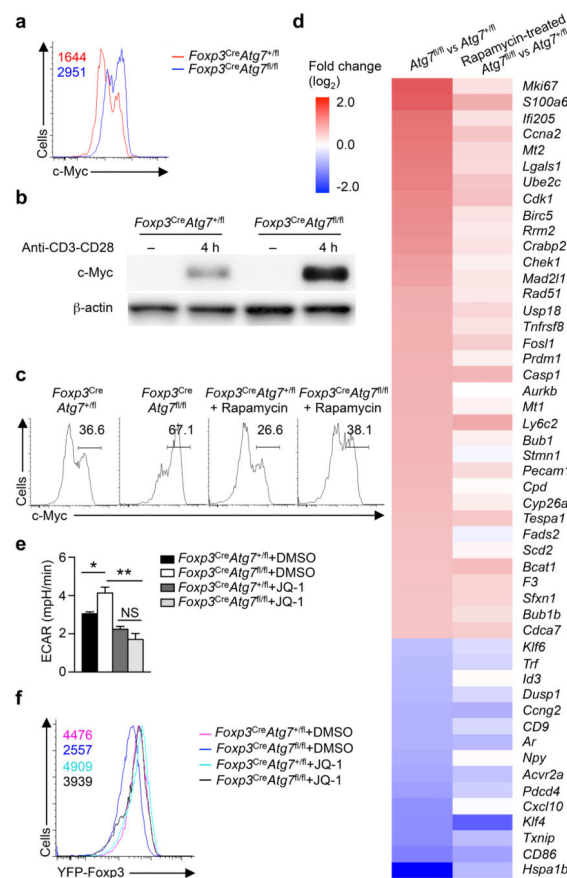 a
1644
2951
Foxp3CreAtg7+/fl
Foxp3CreAtg7fl/fl
Cells
c-Myc
b
Foxp3CreAtg7+/fl Foxp3CreAtg7fl/fl
Anti-CD3-CD28 – 4 h – 4 h
c-Myc
β-actin
c
Foxp3Cre Atg7+/fl
Foxp3Cre Atg7fl/fl
Foxp3CreAtg7+/fl + Rapamycin
Foxp3CreAtg7fl/fl + Rapamycin
36.6 67.1 26.6 38.1
Cells
c-Myc
e
ECAR (mpH/min)
6
4
2
0
* ** NS
Foxp3CreAtg7+/fl+DMSO
Foxp3CreAtg7fl/fl+DMSO
Foxp3CreAtg7+/fl+JQ-1
Foxp3CreAtg7fl/fl+JQ-1
f
4476
2557
4909
3939
Foxp3CreAtg7+/fl+DMSO
Foxp3CreAtg7fl/fl+DMSO
Foxp3CreAtg7+/fl+JQ-1
Foxp3CreAtg7fl/fl+JQ-1
Cells
YFP-Foxp3
d
Fold change
(log2)
2.0
0
-2.0
Atg7fl/fl vs Atg7+/fl
Rapamycin-treated
Atg7fl/fl vs Atg7+/fl
Mki67
S100a6
Ifi205
Ccna2
Mt2
Lgals1
Ube2c
Cdk1
Birc5
Rrm2
Crabp2
Chek1
Mad2l1
Rad51
Usp18
Tnfrsf8
Fosl1
Prdm1
Casp1
Aurkb
Mt1
Ly6c2
Bub1
Stmn1
Pecam1
Cpd
Cyp26a
Tespa1
Fads2
Scd2
Bcat1
F3
Sfxn1
Bub1b
Cdca7
Klf6
Trf
Id3
Dusp1
Ccng2
CD9
Ar
Npy
Acvr2a
Pdcd4
Cxcl10
Klf4
Txnip
CD86
Hspa1b